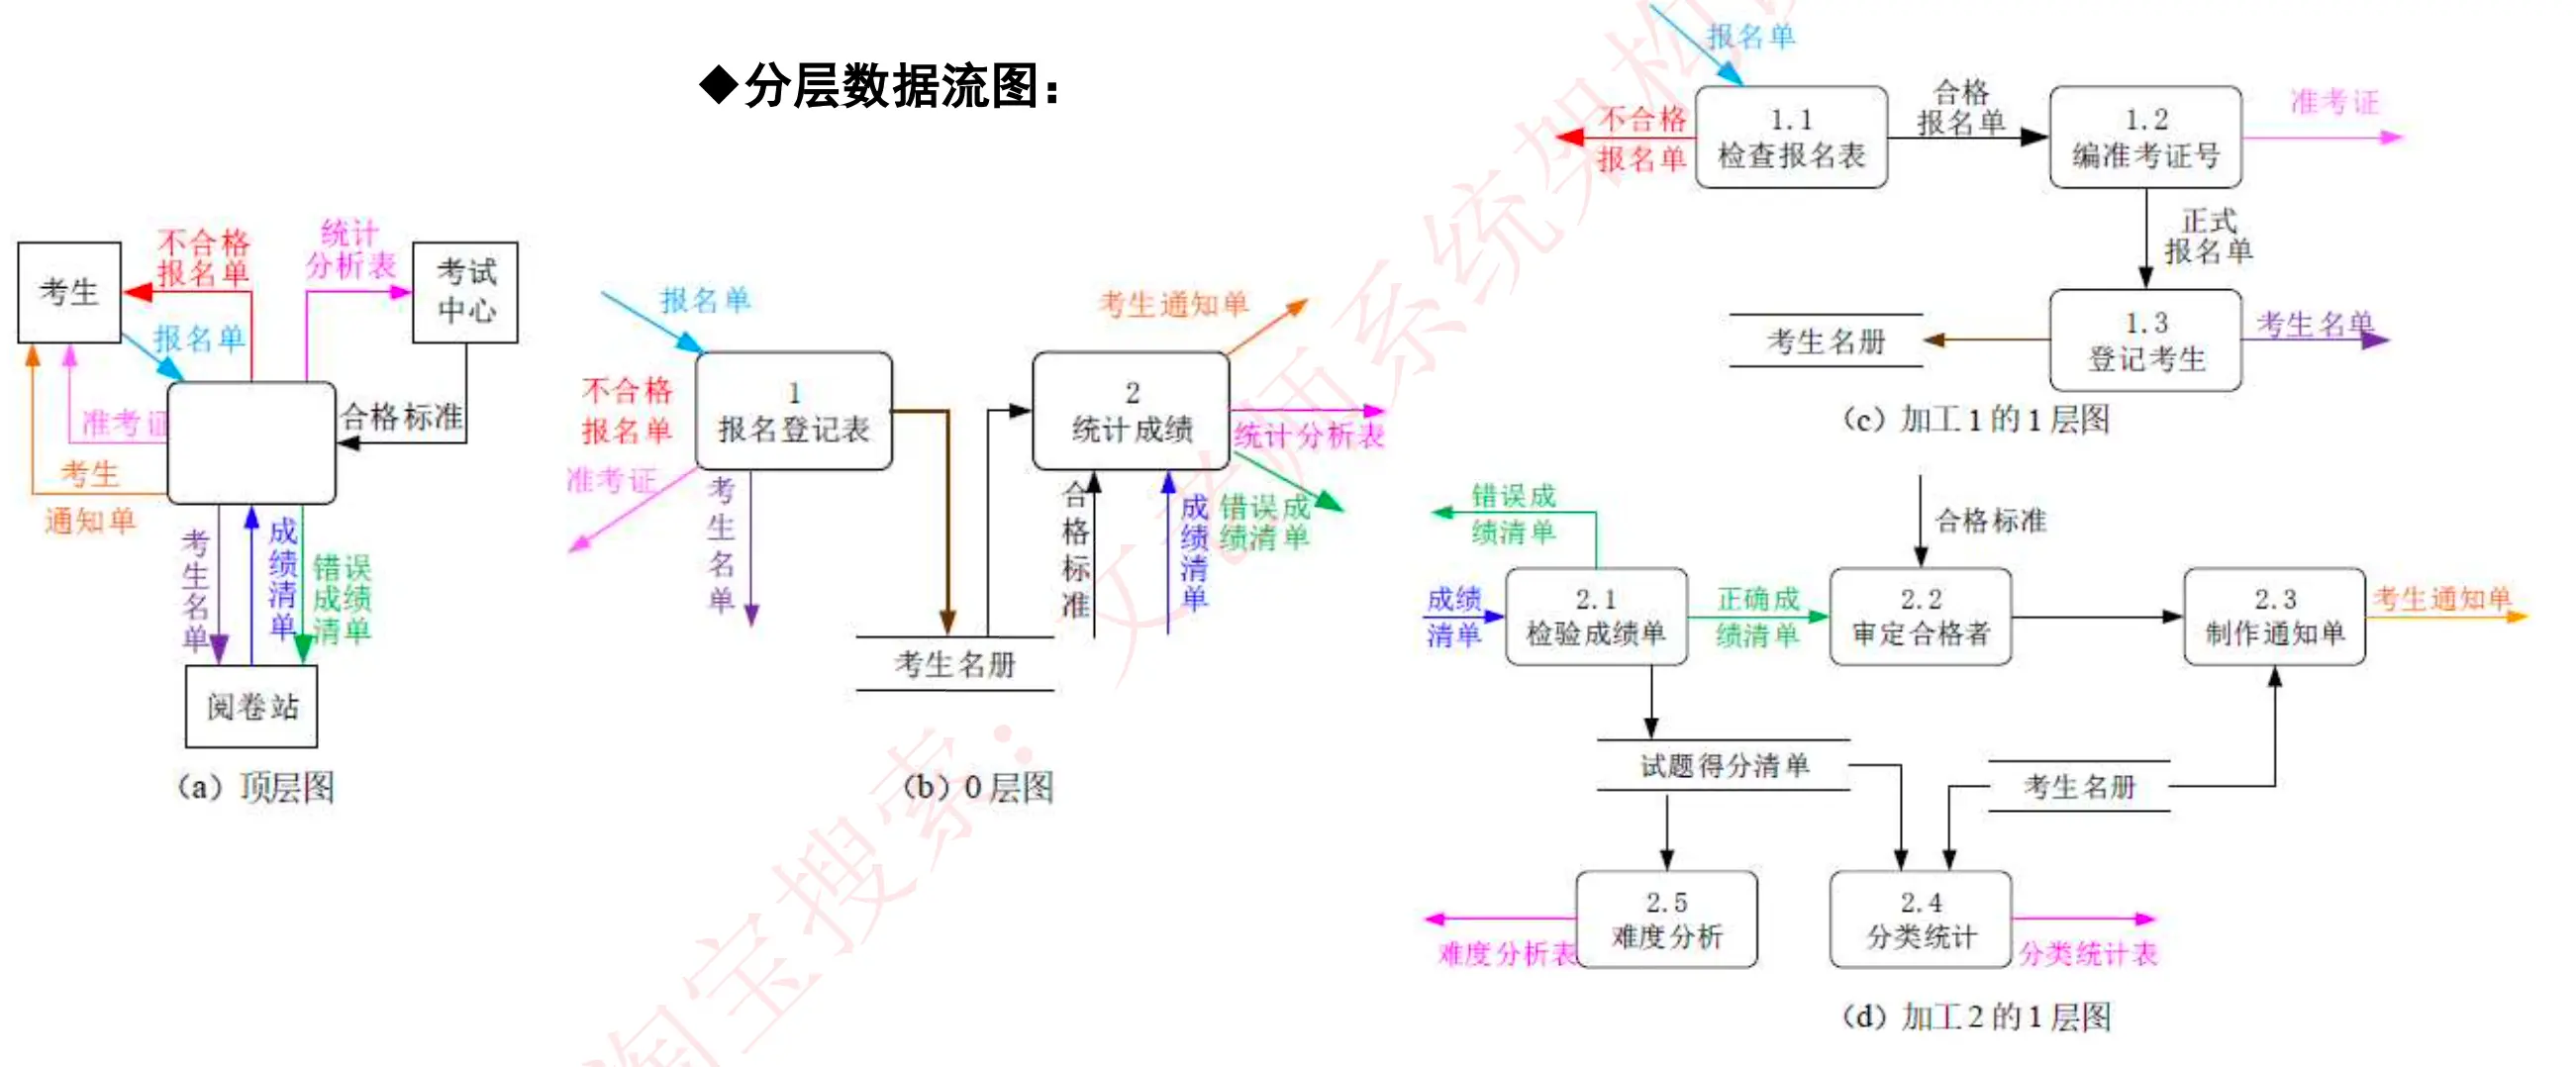 ◆分层数据流图：
不合格
报名单
统计
分析表
考生
考试
中心
报名单
准考证
合格标准
考生
通知单
考生名单
成绩清单
错误
成绩
清单
阅卷站
（a）顶层图
报名单
考生通知单
不合格
报名单
1
报名登记表
2
统计成绩
统计分析表
准考证
考生名单
合格标准
成绩清单
错误成
绩清单
考生名册
（b）0层图
报名单
不合格
报名单
1.1
检查报名表
合格
报名单
1.2
编准考证号
准考证
正式
报名单
考生名册
1.3
登记考生
考生名单
（c）加工1的1层图
错误成
绩清单
合格标准
成绩
清单
2.1
检验成绩单
正确成
绩清单
2.2
审定合格者
2.3
制作通知单
考生通知单
试题得分清单
考生名册
2.5
难度分析
难度分析表
2.4
分类统计
分类统计表
（d）加工2的1层图
淘宝搜索：文老师系统架构